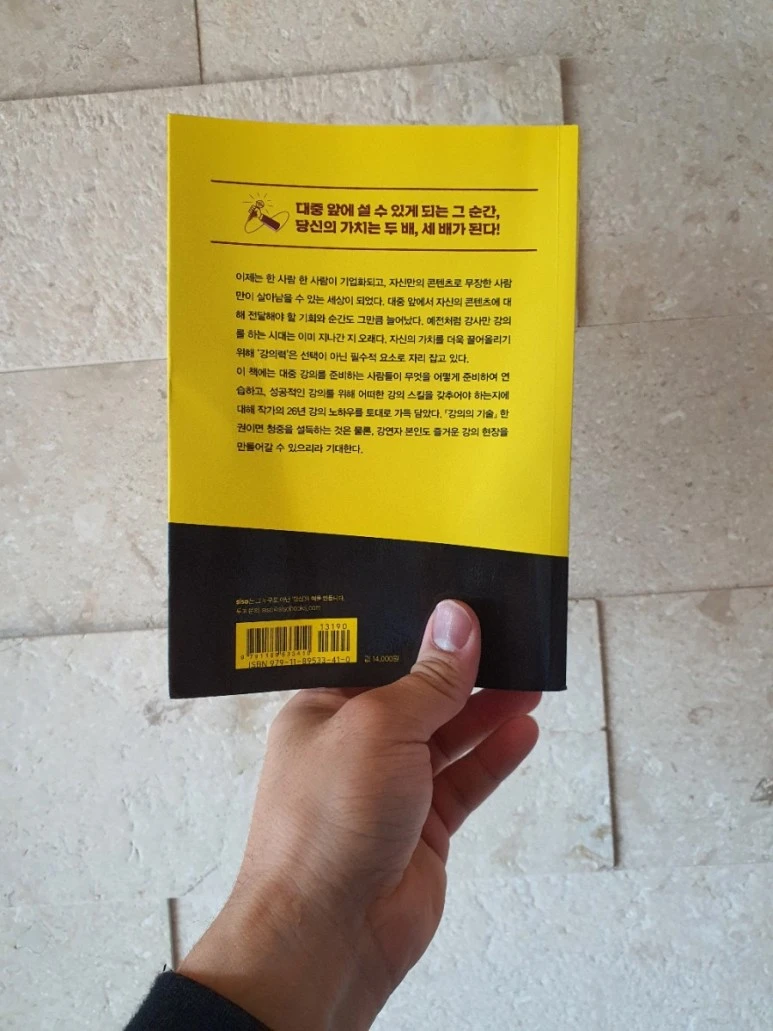 대중 앞에 설 수 있게 되는 그 순간,
당신의 가치는 두 배, 세 배가 된다!
이제는 한 사람 한 사람이 기업화되고, 자신만의 콘텐츠로 무장한 사람
만이 살아남을 수 있는 세상이 되었다. 대중 앞에서 자신의 콘텐츠에 대
해 전달해야 할 기회와 순간도 그만큼 늘어났다. 예전처럼 강사만 강의
를 하는 시대는 이미 지나간 지 오래다. 자신의 가치를 더욱 끌어올리기
위해 '강의력'은 선택이 아닌 필수적 요소로 자리 잡고 있다.
이 책에는 대중 강의를 준비하는 사람들이 무엇을 어떻게 준비하여 연
습하고, 성공적인 강의를 위해 어떠한 강의 스킬을 갖추어야 하는지에
대해 작가의 26년 강의 노하우를 토대로 가득 담았다. 『강의의 기술』 한
권이면 청중을 설득하는 것은 물론, 강연자 본인도 즐거운 강의 현장을
만들어갈 수 있으리라 기대한다.
13190
ISBN 979-11-89533-41-0
값 14,000원